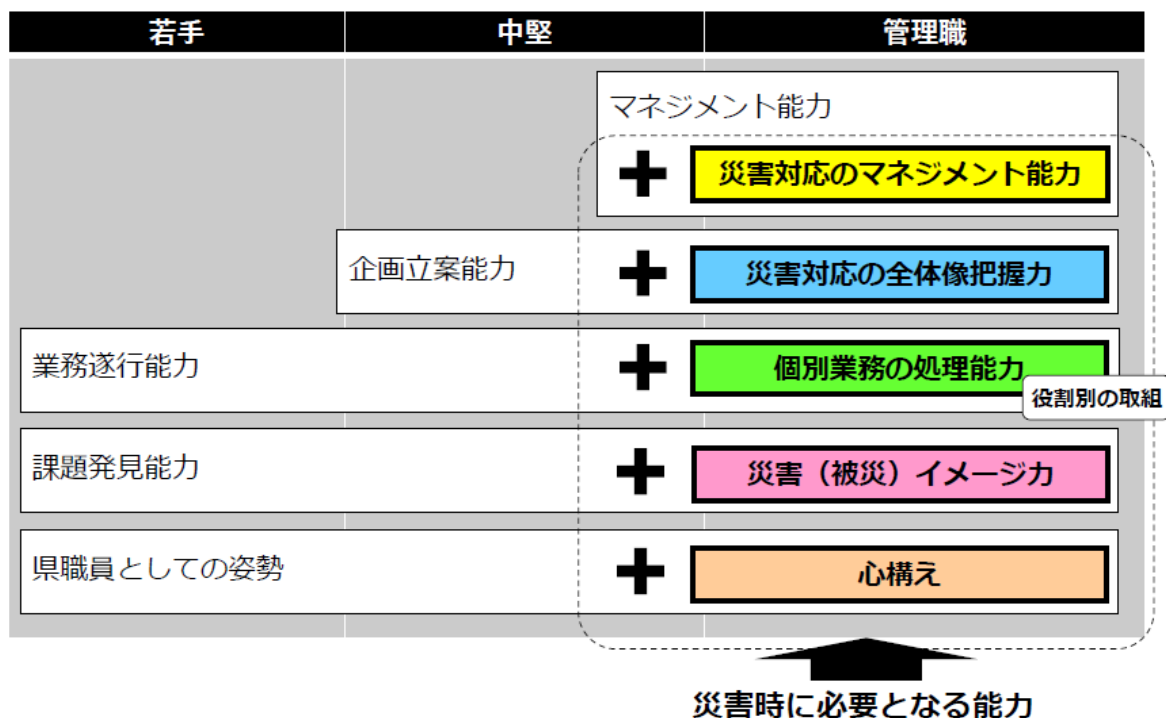 若手 中堅 管理職
マネジメント能力
+ 災害対応のマネジメント能力
企画立案能力 + 災害対応の全体像把握力
業務遂行能力 + 個別業務の処理能力
役割別の取組
課題発見能力 + 災害（被災）イメージ力
県職員としての姿勢 + 心構え
災害時に必要となる能力